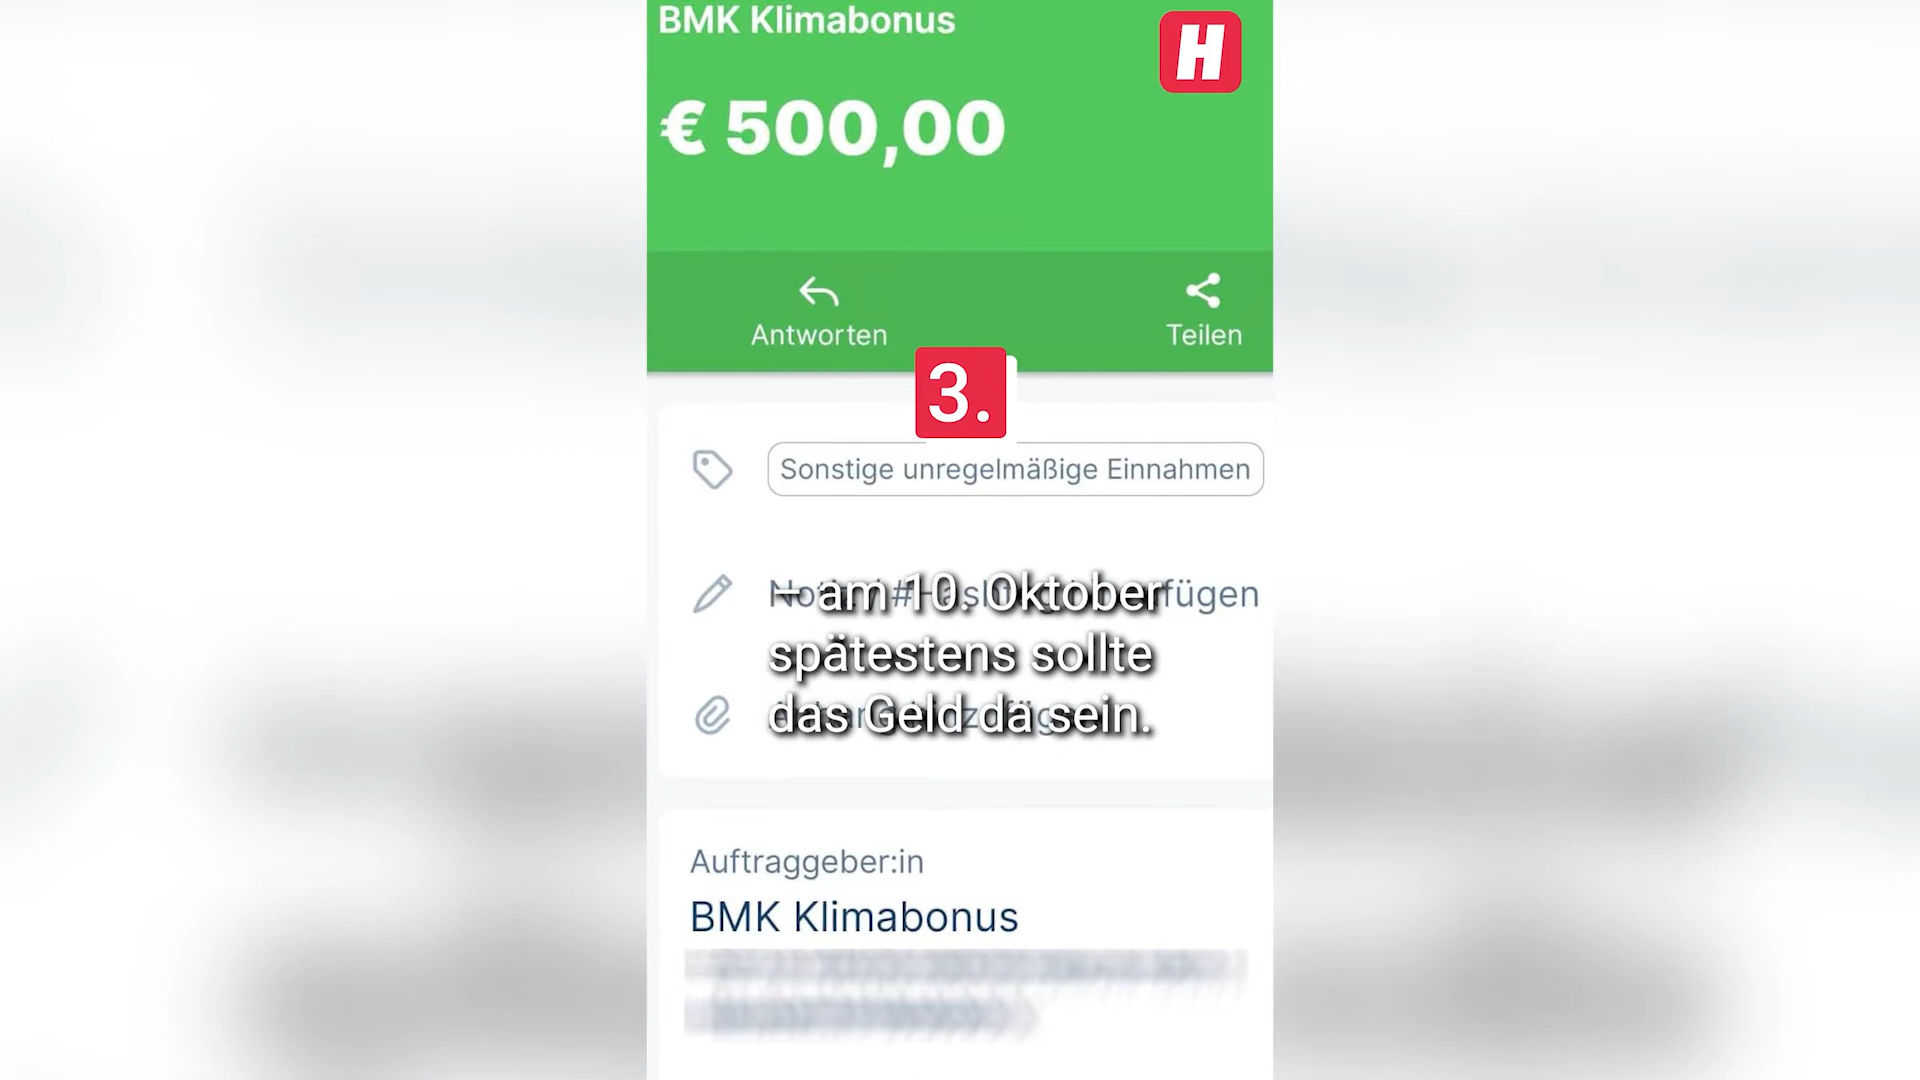 BMK Klimabonus
H
€ 500,00
Antworten
Teilen
3.
Sonstige unregelmäßige Einnahmen
– am 10. Oktober
spätestens sollte
das Geld da sein.
Auftraggeber:in
BMK Klimabonus